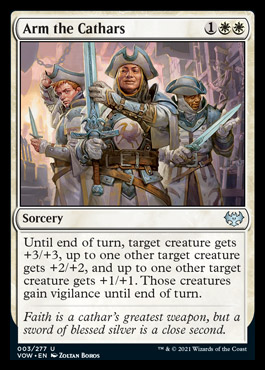 Arm the Cathars 1
Sorcery
Until end of turn, target creature gets
+3/+3, up to one other target creature
gets +2/+2, and up to one other target
creature gets +1/+1. Those creatures
gain vigilance until end of turn.
Faith is a cathar's greatest weapon, but a
sword of blessed silver is a close second.
003/277 U
VOW • EN ZOLTAN BOROS
™ & © 2021 Wizards of the Coast